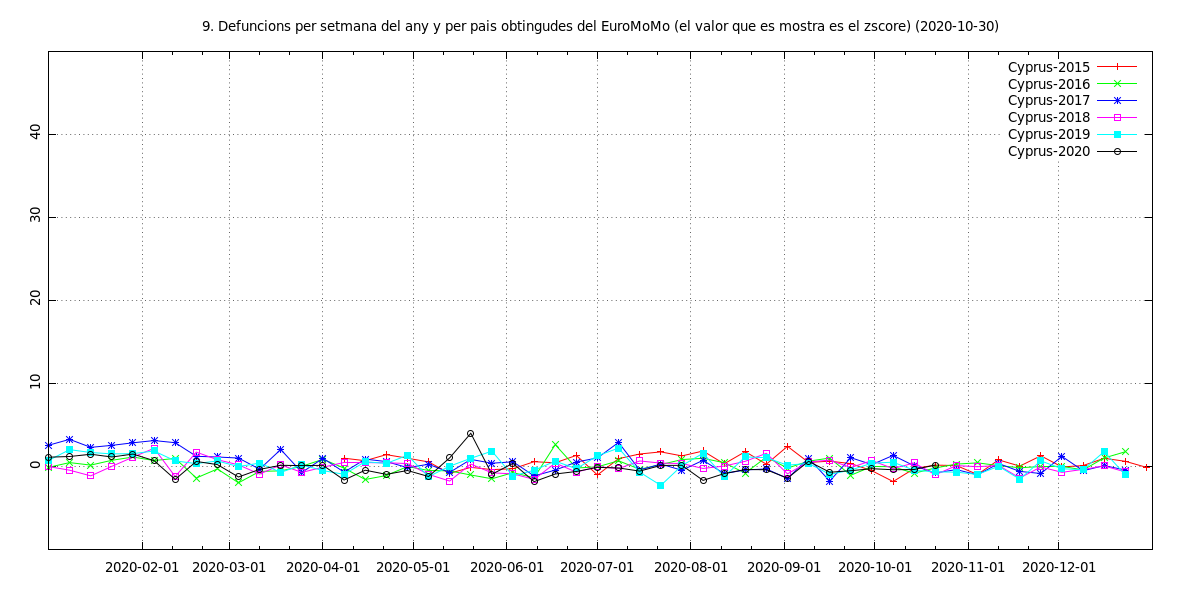 9. Defuncions per setmana del any y per pais obtingudes del EuroMoMo (el valor que es mostra es el zscore) (2020-10-30)
Cyprus-2015
Cyprus-2016
Cyprus-2017
Cyprus-2018
Cyprus-2019
Cyprus-2020
40
30
20
10
0
2020-02-01 2020-03-01 2020-04-01 2020-05-01 2020-06-01 2020-07-01 2020-08-01 2020-09-01 2020-10-01 2020-11-01 2020-12-01